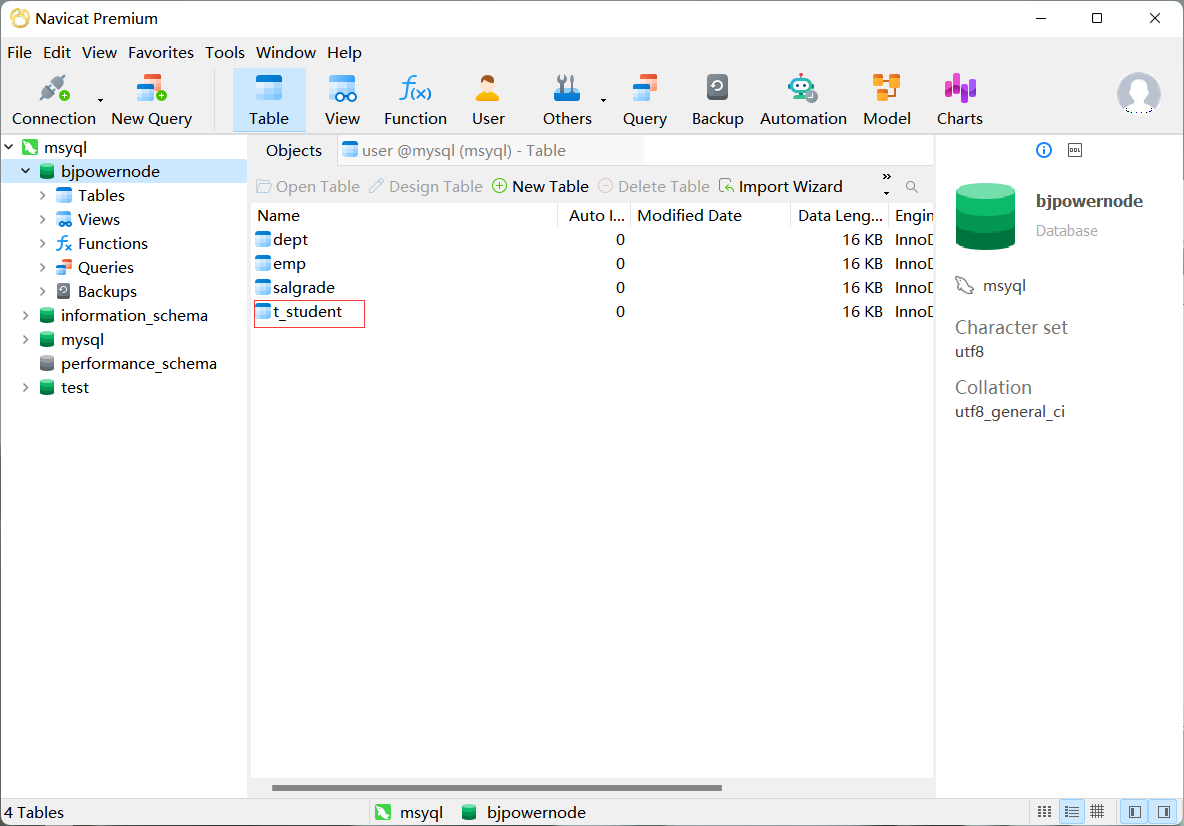 Navicat Premium
File Edit View Favorites Tools Window Help
Connection New Query Table View Function User Others Query Backup Automation Model Charts
msyql
bjpowernode
Tables
Views
Functions
Queries
Backups
information_schema
mysql
performance_schema
test
Objects user @mysql (msyql) - Table
Open Table Design Table New Table Delete Table Import Wizard »
Name Auto I... Modified Date Data Leng... Engin
dept 0 16 KB InnoD
emp 0 16 KB InnoD
salgrade 0 16 KB InnoD
t_student 0 16 KB InnoD
DDL
bjpowernode
Database
msyql
Character set
utf8
Collation
utf8_general_ci
4 Tables msyql bjpowernode